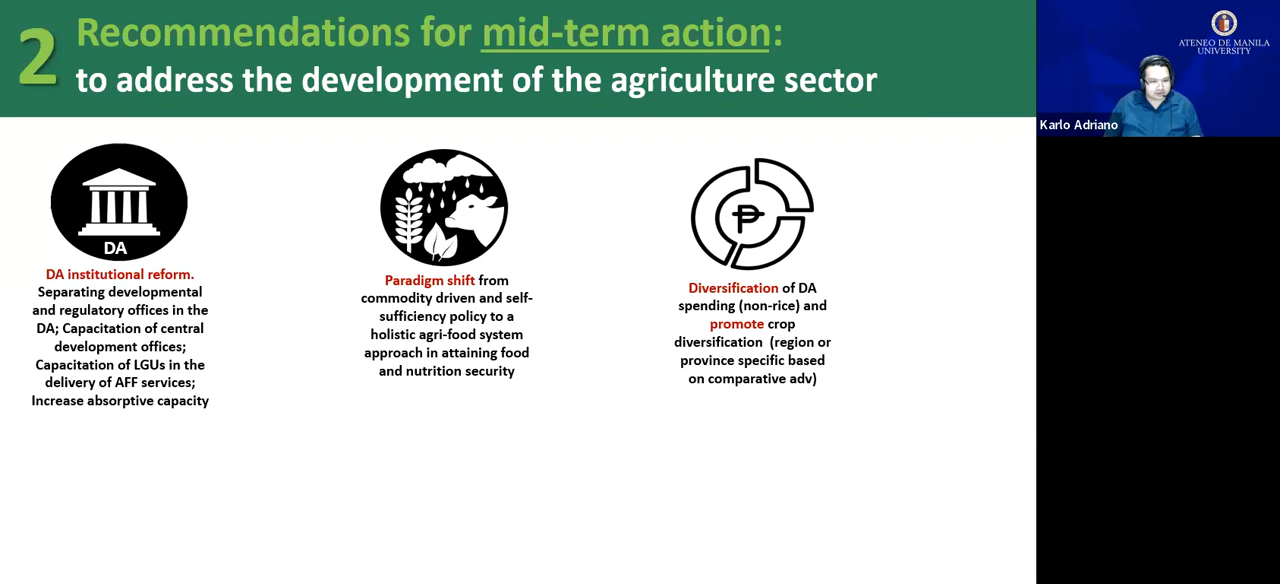 2
Recommendations for mid-term action:
to address the development of the agriculture sector
ATENEO DE MANILA
UNIVERSITY
Karlo Adriano
DA
DA institutional reform.
Separating developmental
and regulatory offices in the
DA; Capacitation of central
development offices;
Capacitation of LGUs in the
delivery of AFF services;
Increase absorptive capacity
Paradigm shift from
commodity driven and self-
sufficiency policy to a
holistic agri-food system
approach in attaining food
and nutrition security
₱
Diversification of DA
spending (non-rice) and
promote crop
diversification (region or
province specific based
on comparative adv)